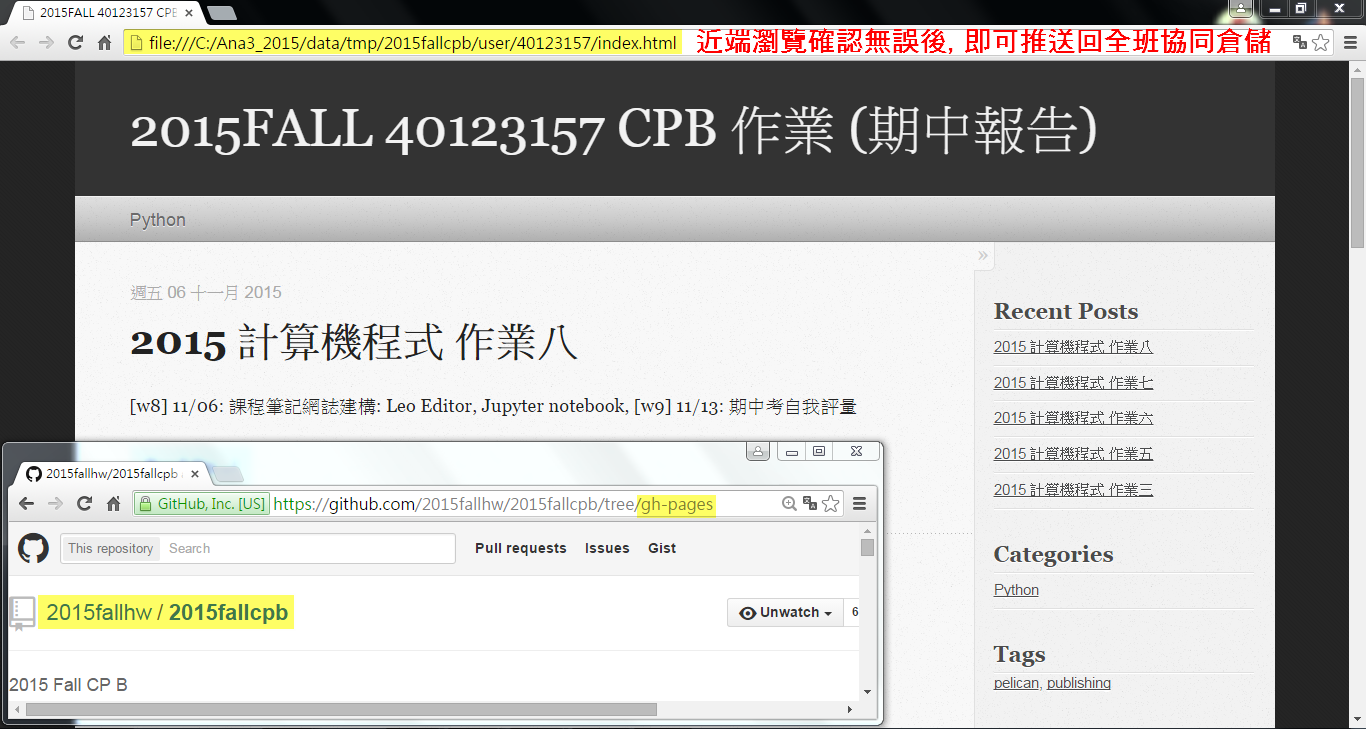 2015FALL 40123157 CPE
file:///C:/Ana3_2015/data/tmp/2015fallcpb/user/40123157/index.html 近端瀏覽確認無誤後, 即可推送回全班協同倉儲
2015FALL 40123157 CPB 作業 (期中報告)
Python
週五 06 十一月 2015
2015 計算機程式 作業八
[w8] 11/06: 課程筆記網誌建構: Leo Editor, Jupyter notebook, [w9] 11/13: 期中考自我評量
»
Recent Posts
2015 計算機程式 作業八
2015 計算機程式 作業七
2015 計算機程式 作業六
2015 計算機程式 作業五
2015 計算機程式 作業三
Categories
Python
Tags
pelican, publishing
2015fallhw/2015fallcpb
GitHub, Inc. [US] https://github.com/2015fallhw/2015fallcpb/tree/gh-pages
This repository Search Pull requests Issues Gist
2015fallhw / 2015fallcpb Unwatch 6
2015 Fall CP B